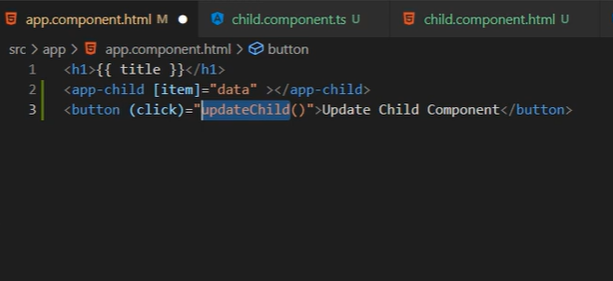 app.component.html M ● child.component.ts U child.component.html U
src > app > app.component.html > button
1 <h1>{{ title }}</h1>
2 <app-child [item]="data" ></app-child>
3 <button (click)="updateChild()">Update Child Component</button>